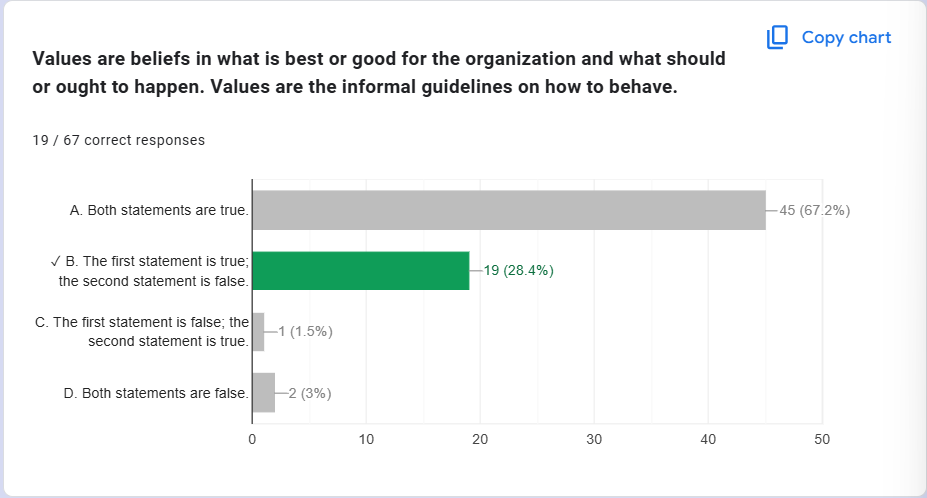 Copy chart
Values are beliefs in what is best or good for the organization and what should
or ought to happen. Values are the informal guidelines on how to behave.
19 / 67 correct responses
A. Both statements are true.
45 (67.2%)
✓ B. The first statement is true;
the second statement is false.
19 (28.4%)
C. The first statement is false; the
second statement is true.
1 (1.5%)
D. Both statements are false.
2 (3%)
0 10 20 30 40 50